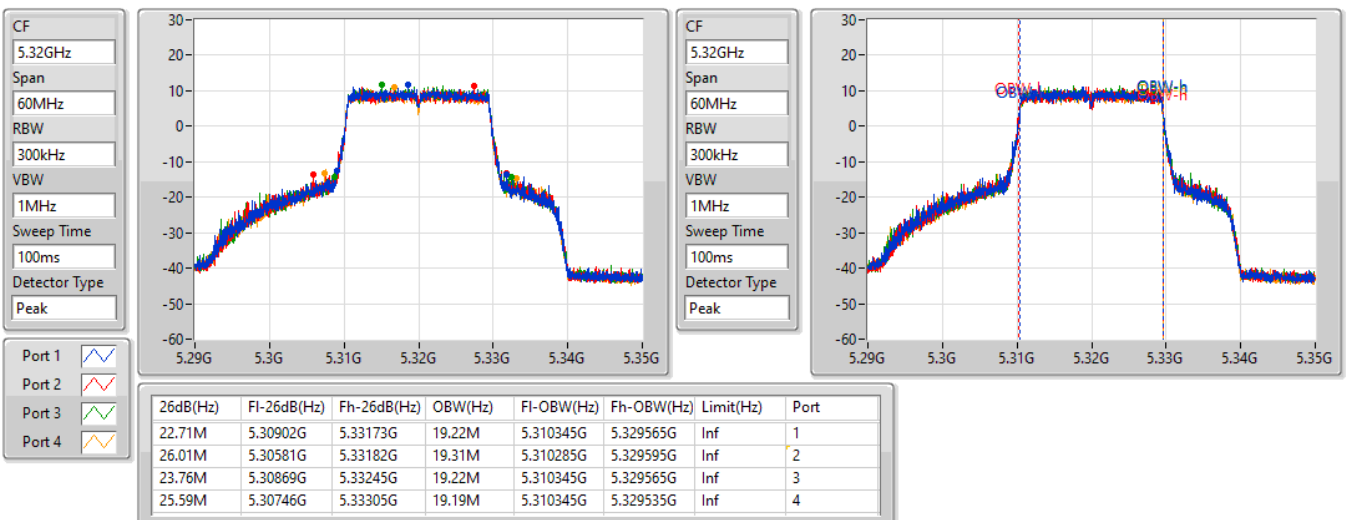 CF
5.32GHz
Span
60MHz
RBW
300kHz
VBW
1MHz
Sweep Time
100ms
Detector Type
Peak
30
20
10
0
-10
-20
-30
-40
-50
-60
5.29G 5.3G 5.31G 5.32G 5.33G 5.34G 5.35G
CF
5.32GHz
Span
60MHz
RBW
300kHz
VBW
1MHz
Sweep Time
100ms
Detector Type
Peak
30
20
10
0
-10
-20
-30
-40
-50
-60
OBW-h
5.29G 5.3G 5.31G 5.32G 5.33G 5.34G 5.35G
Port 1
Port 2
Port 3
Port 4
26dB(Hz) Fl-26dB(Hz) Fh-26dB(Hz) OBW(Hz) Fl-OBW(Hz) Fh-OBW(Hz) Limit(Hz) Port
22.71M 5.30902G 5.33173G 19.22M 5.310345G 5.329565G Inf 1
26.01M 5.30581G 5.33182G 19.31M 5.310285G 5.329595G Inf 2
23.76M 5.30869G 5.33245G 19.22M 5.310345G 5.329565G Inf 3
25.59M 5.30746G 5.33305G 19.19M 5.310345G 5.329535G Inf 4